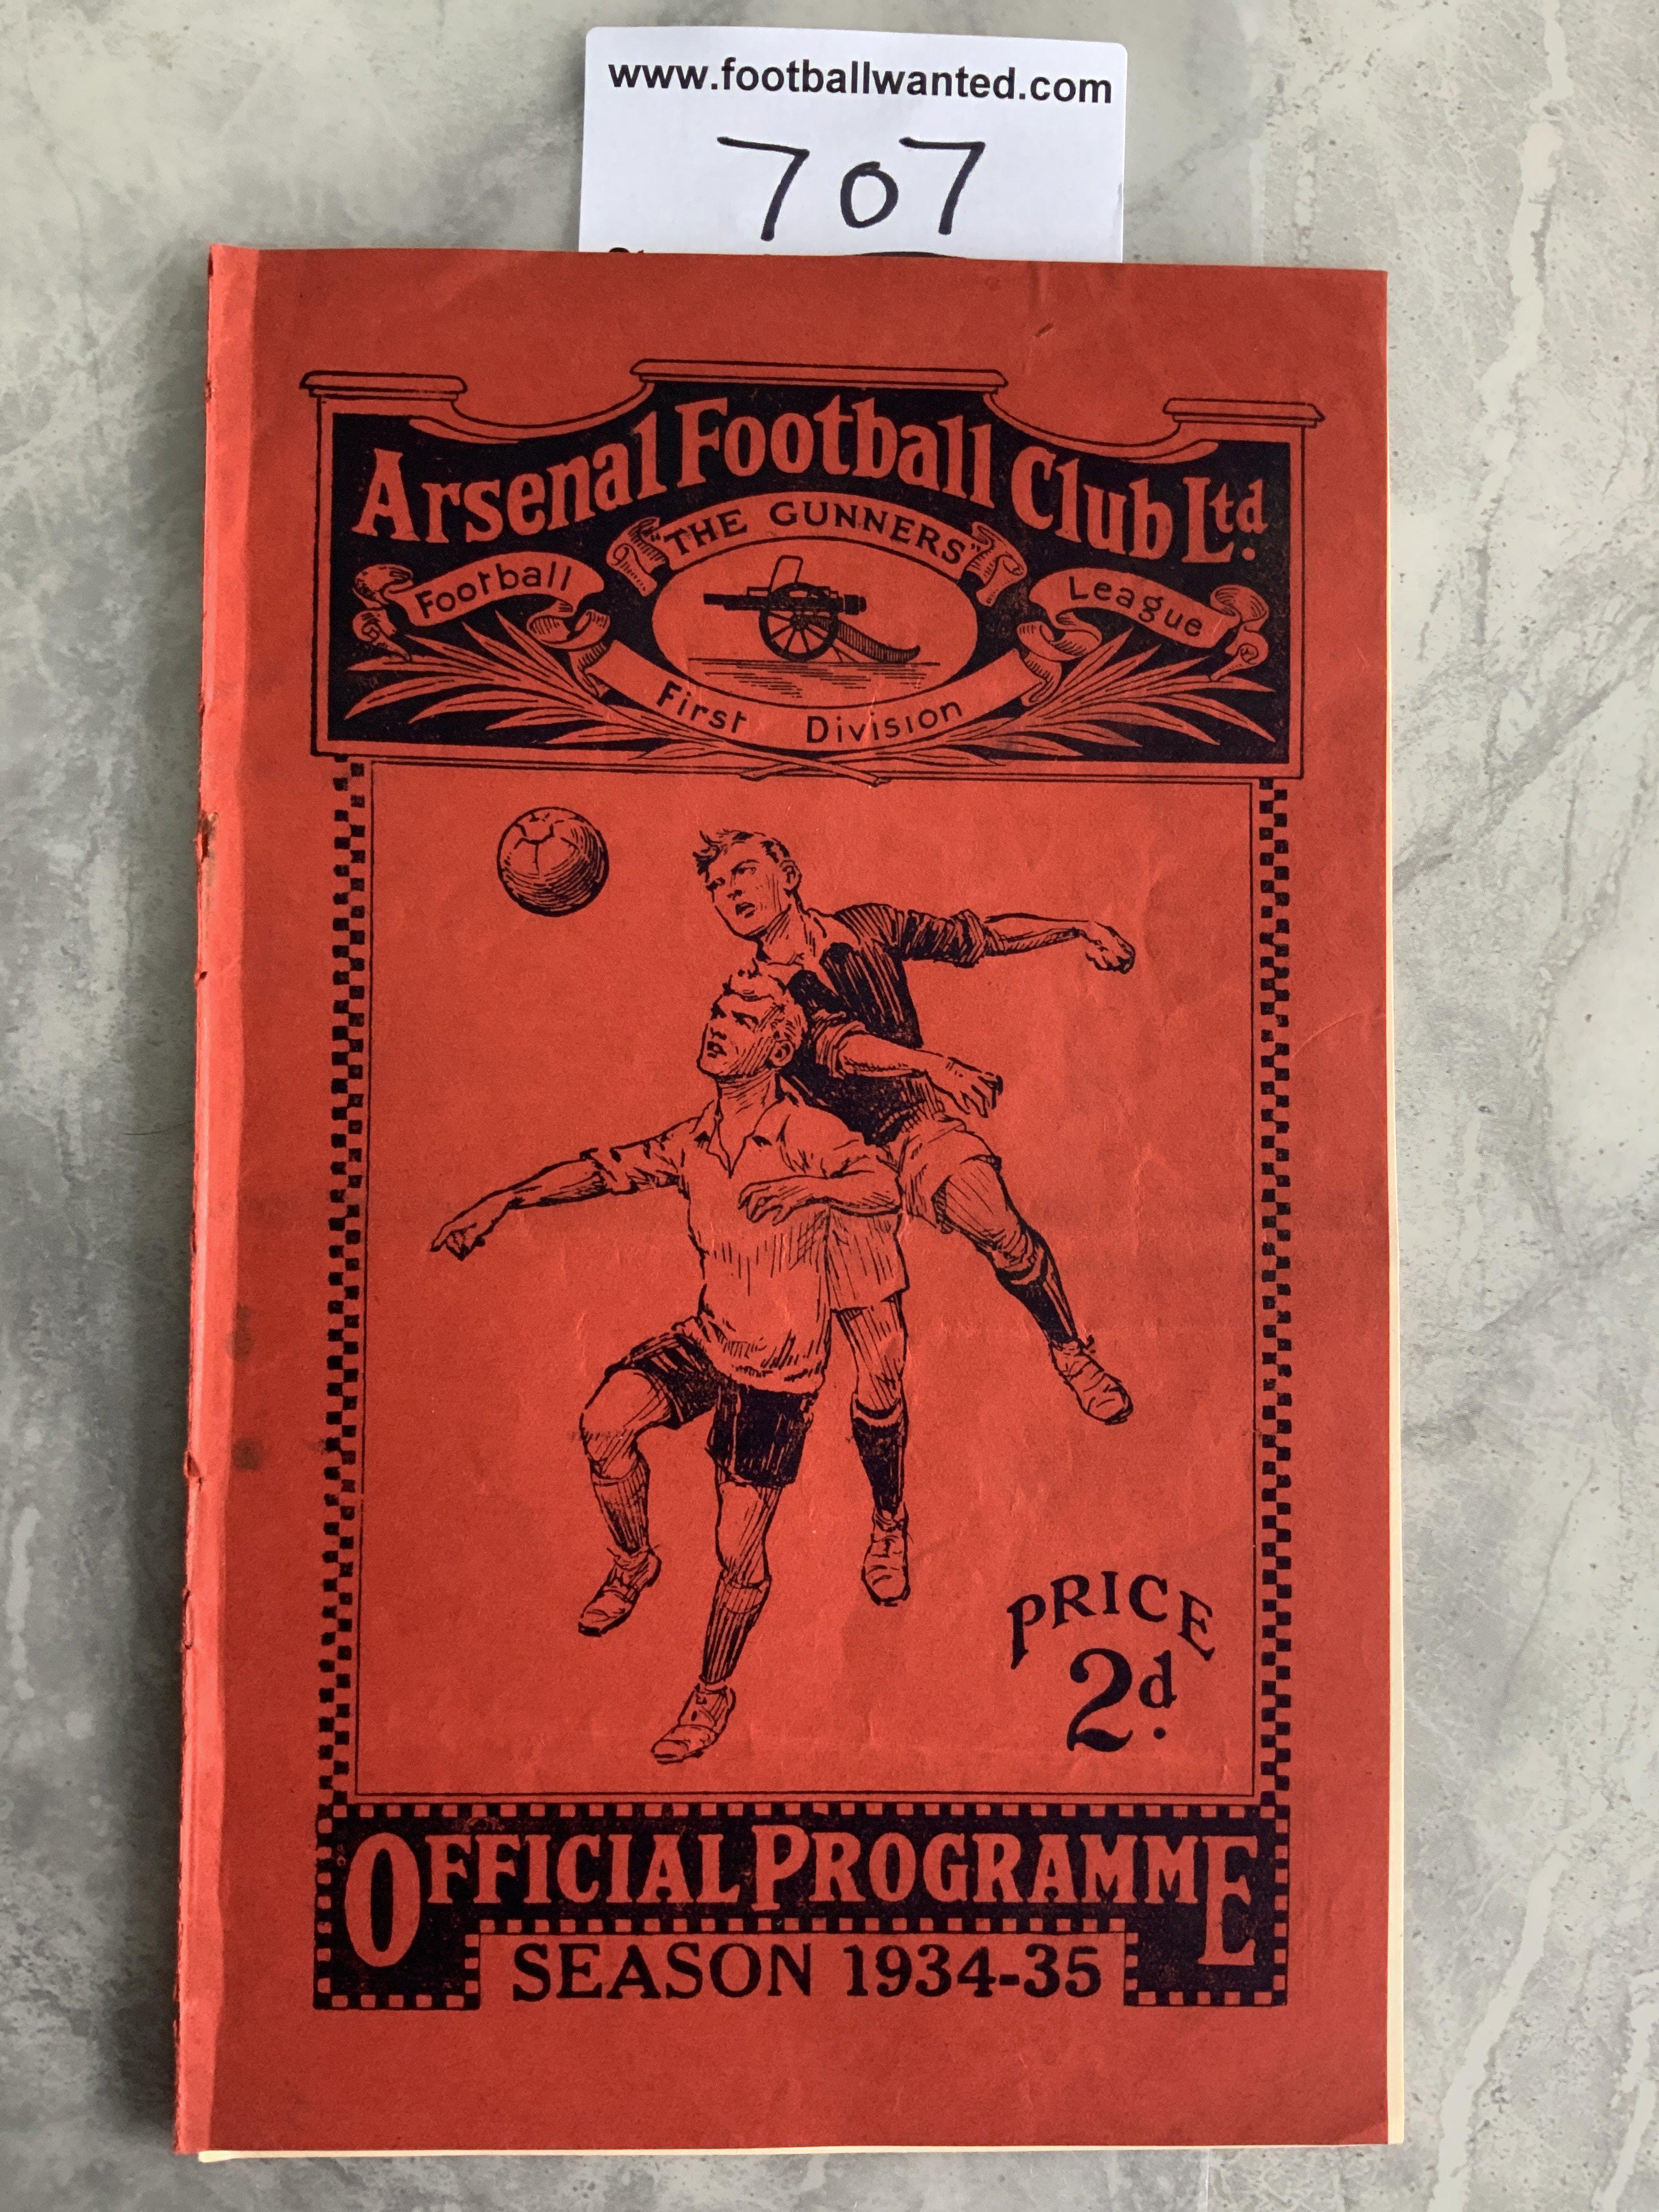 www.footballwanted.com
707
Arsenal Football Club Ltd.
"THE GUNNERS"
Football
League
First Division
PRICE
2d.
OFFICIAL PROGRAMME
SEASON 1934-35